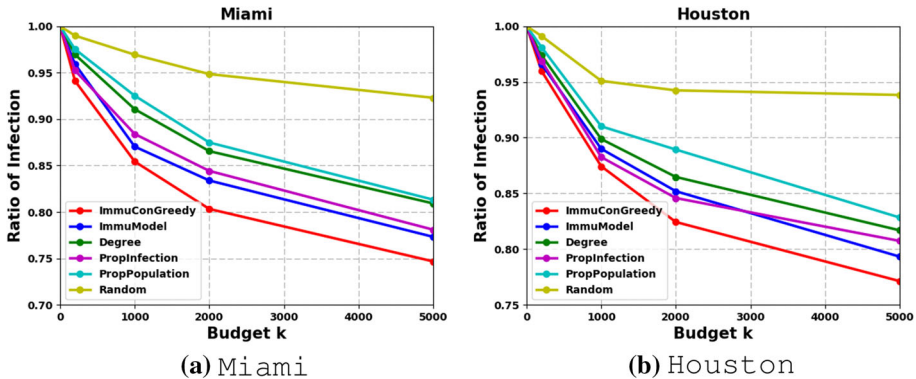 Miami
Ratio of Infection
1.00
0.95
0.90
0.85
0.80
0.75
0.70
ImmuConGreedy
ImmuModel
Degree
PropInfection
PropPopulation
Random
0 1000 2000 3000 4000 5000
Budget k
(a) Miami
Houston
Ratio of Infection
1.00
0.95
0.90
0.85
0.80
0.75
ImmuConGreedy
ImmuModel
Degree
PropInfection
PropPopulation
Random
0 1000 2000 3000 4000 5000
Budget k
(b) Houston